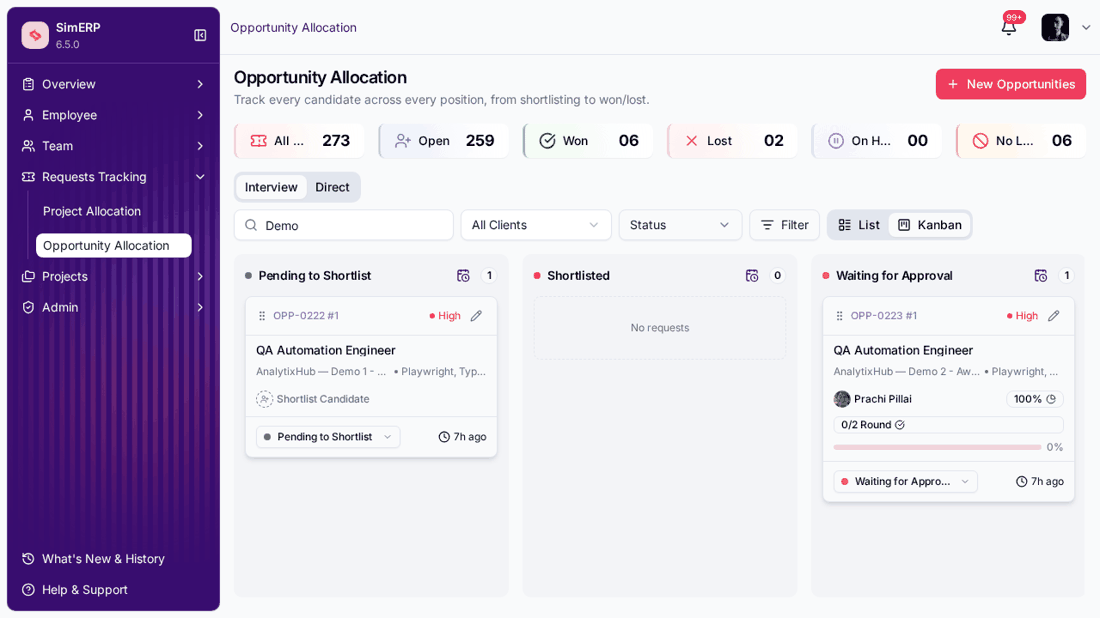 SimERP
6.5.0
Overview
Employee
Team
Requests Tracking
Project Allocation
Opportunity Allocation
Projects
Admin
What's New & History
Help & Support
Opportunity Allocation
99+
Opportunity Allocation
Track every candidate across every position, from shortlisting to won/lost.
New Opportunities
All ... 273
Open 259
Won 06
Lost 02
On H... 00
No L... 06
Interview Direct
Demo
All Clients
Status
Filter
List
Kanban
Pending to Shortlist 1
OPP-0222 #1 High
QA Automation Engineer
AnalytixHub — Demo 1 - ... • Playwright, Typ...
Shortlist Candidate
Pending to Shortlist 7h ago
Shortlisted 0
No requests
Waiting for Approval 1
OPP-0223 #1 High
QA Automation Engineer
AnalytixHub — Demo 2 - Aw... • Playwright, ...
Prachi Pillai 100%
0/2 Round
0%
Waiting for Appro... 7h ago